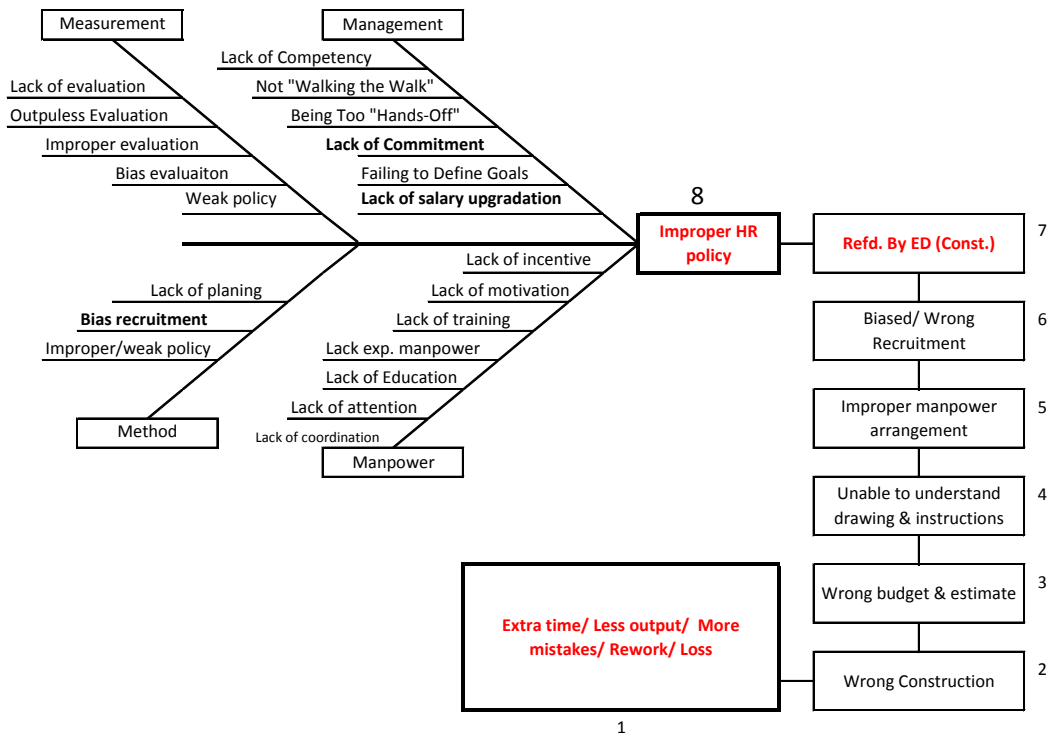 Measurement
Management
Lack of Competency
Lack of evaluation
Not "Walking the Walk"
Outpuless Evaluation
Being Too "Hands-Off"
Improper evaluation
Lack of Commitment
Bias evaluaiton
Failing to Define Goals
Weak policy
Lack of salary upgradation
8
Improper HR
policy
Refd. By ED (Const.)
7
Lack of incentive
Lack of planing
Lack of motivation
Bias recruitment
Lack of training
Improper/weak policy
Lack exp. manpower
Lack of Education
Lack of attention
Method
Lack of coordination
Manpower
Biased/ Wrong
Recruitment
6
Improper manpower
arrangement
5
Unable to understand
drawing & instructions
4
Wrong budget & estimate
3
Extra time/ Less output/ More
mistakes/ Rework/ Loss
Wrong Construction
2
1